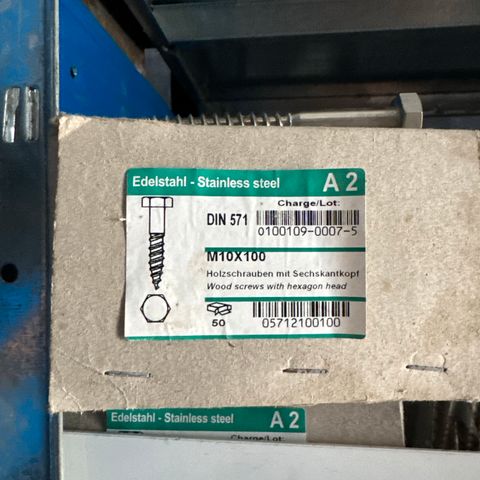 Edelstahl - Stainless steel A 2
Charge/Lot:
DIN 571
0100109-0007-5
M10X100
Holzschrauben mit Sechskantkopf
Wood screws with hexagon head
50
05712100100
Edelstahl - Stainless steel A 2
Charge/Lot: